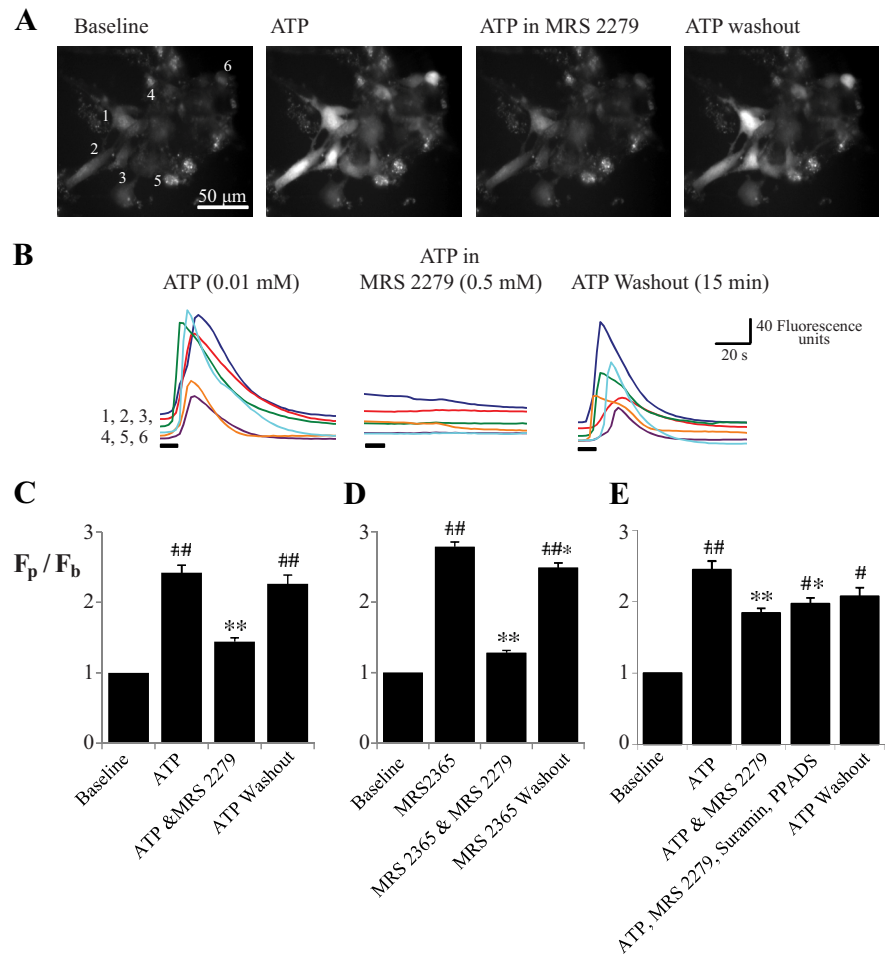 A
Baseline
ATP
ATP in MRS 2279
ATP washout
1
2
3
4
5
6
50 µm
B
ATP (0.01 mM)
ATP in
MRS 2279 (0.5 mM)
ATP Washout (15 min)
40 Fluorescence
units
20 s
1, 2, 3,
4, 5, 6
C
D
E
F_p / F_b
3
2
1
0
##
**
##
Baseline
ATP
ATP &MRS 2279
ATP Washout
3
2
1
0
##
**
##*
Baseline
MRS2365
MRS 2365 & MRS 2279
MRS 2365 Washout
3
2
1
0
##
**
#*
#
Baseline
ATP
ATP & MRS 2279
ATP, MRS 2279, Suramin, PPADS
ATP Washout